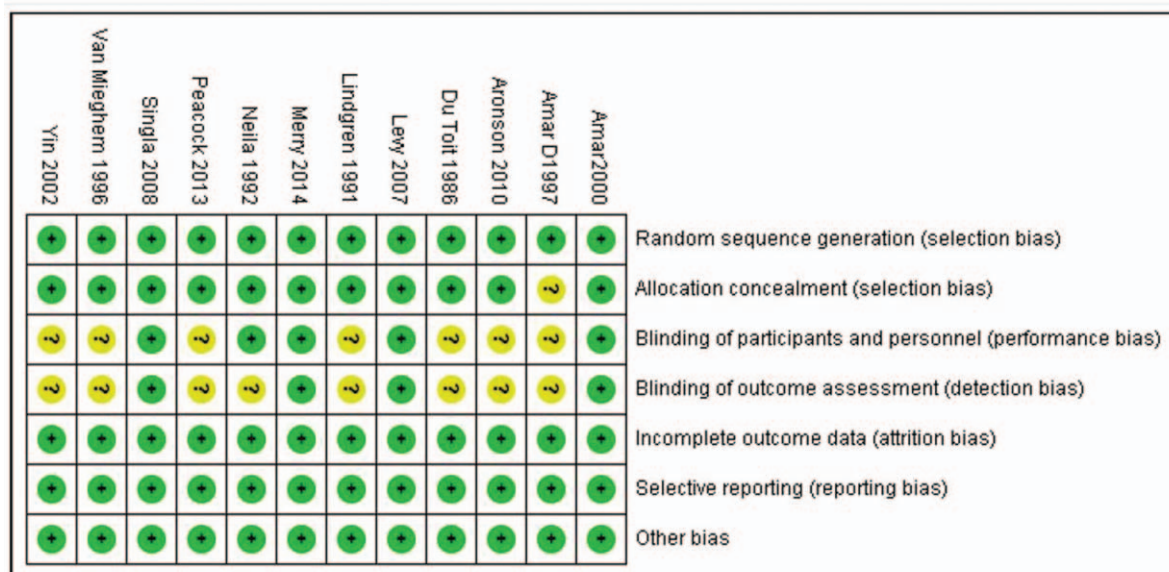 Yin 2002
Van Mieghem 1996
Singla 2008
Peacock 2013
Neila 1992
Merry 2014
Lindgren 1991
Levy 2007
Du Toit 1986
Aronson 2010
Amar D1997
Amar2000
+ + + + + + + + + + + + Random sequence generation (selection bias)
+ + + + + + + + + + ? + Allocation concealment (selection bias)
? ? + ? + + ? + ? ? ? + Blinding of participants and personnel (performance bias)
? ? + ? ? + ? + ? ? ? + Blinding of outcome assessment (detection bias)
+ + + + + + + + + + + + Incomplete outcome data (attrition bias)
+ + + + + + + + + + + + Selective reporting (reporting bias)
+ + + + + + + + + + + + Other bias